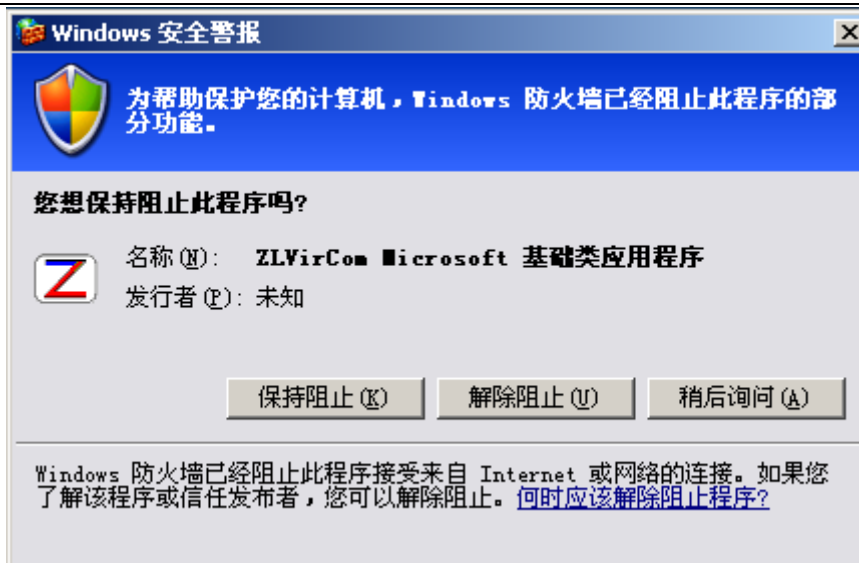 Windows 安全警报
为帮助保护您的计算机，Windows 防火墙已经阻止此程序的部
分功能。
您想保持阻止此程序吗?
Z
名称(N): ZLVirCom Microsoft 基础类应用程序
发行者(P): 未知
保持阻止(K) 解除阻止(U) 稍后询问(A)
Windows 防火墙已经阻止此程序接受来自 Internet 或网络的连接。如果您
了解该程序或信任发布者，您可以解除阻止。何时应该解除阻止程序?